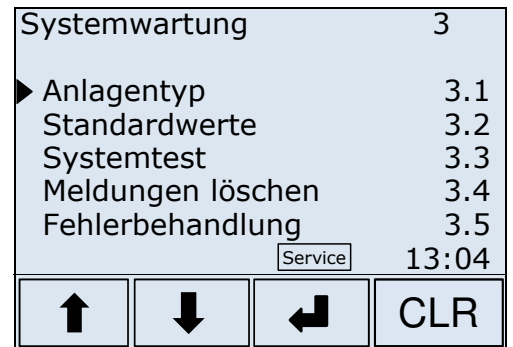 Systemwartung 3
Anlagentyp 3.1
Standardwerte 3.2
Systemtest 3.3
Meldungen löschen 3.4
Fehlerbehandlung 3.5
Service 13:04
CLR